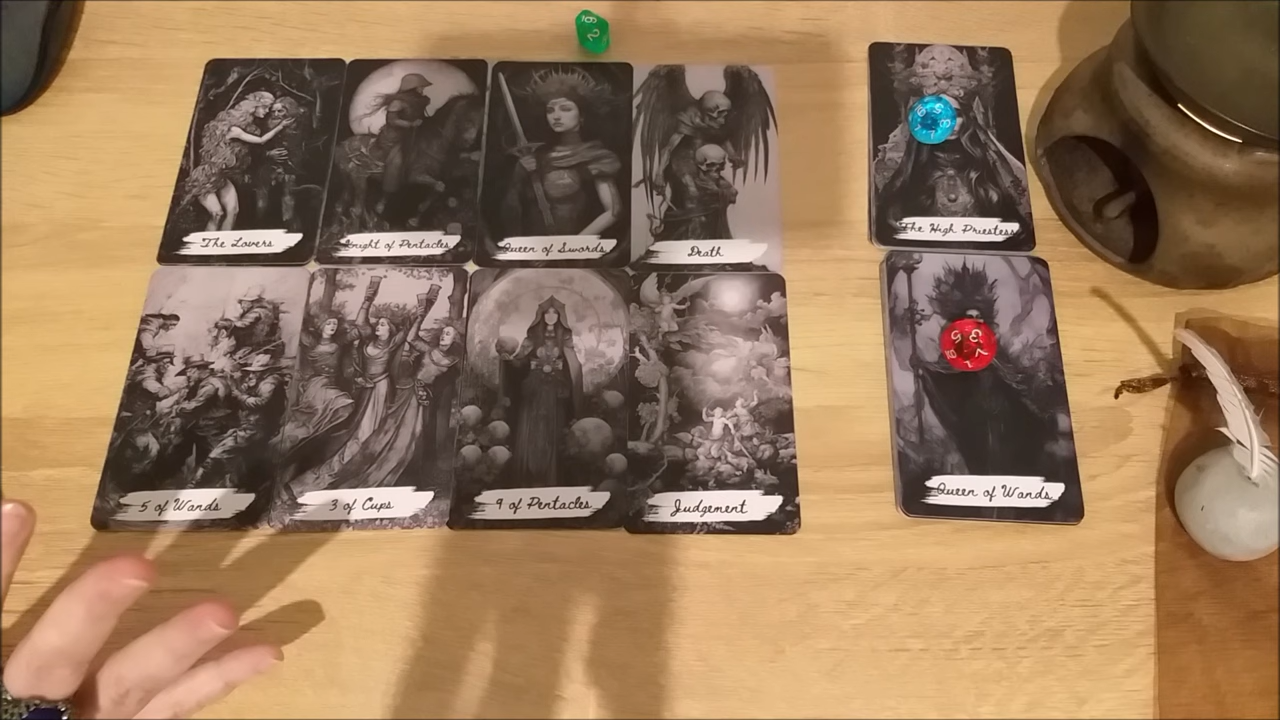 The Lovers
Knight of Pentacles
Queen of Swords
Death
The High Priestess
5 of Wands
3 of Cups
9 of Pentacles
Judgement
Queen of Wands